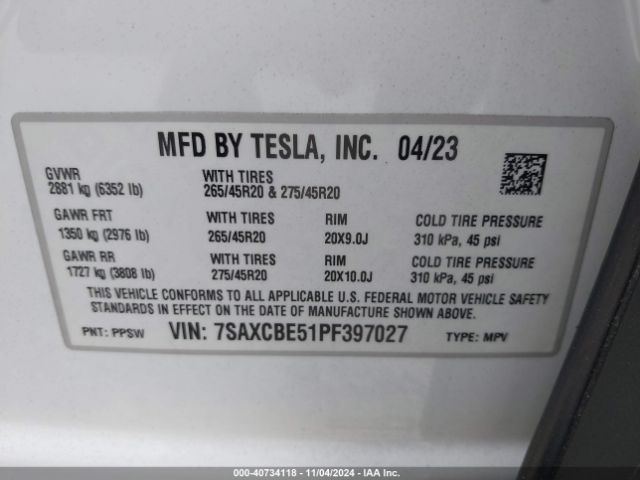 MFD BY TESLA, INC. 04/23
GVWR
2881 kg (6352 lb)
WITH TIRES
265/45R20 & 275/45R20
GAWR FRT
1350 kg (2976 lb)
WITH TIRES
265/45R20
RIM
20X9.0J
COLD TIRE PRESSURE
310 kPa, 45 psi
GAWR RR
1727 kg (3808 lb)
WITH TIRES
275/45R20
RIM
20X10.0J
COLD TIRE PRESSURE
310 kPa, 45 psi
THIS VEHICLE CONFORMS TO ALL APPLICABLE U.S. FEDERAL MOTOR VEHICLE SAFETY
STANDARDS IN EFFECT ON THE DATE OF MANUFACTURE SHOWN ABOVE.
PNT: PPSW VIN: 7SAXCBE51PF397027 TYPE: MPV
000-40734118 - 11/04/2024 - IAA Inc.